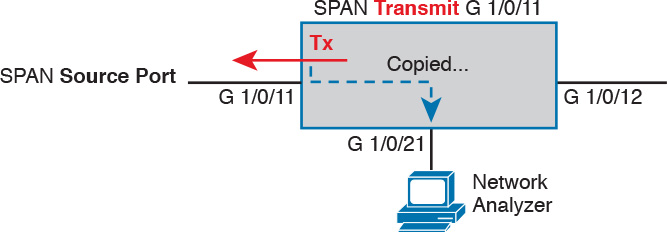 SPAN Transmit G 1/0/11
Tx
Copied...
SPAN Source Port
G 1/0/11
G 1/0/12
G 1/0/21
Network
Analyzer